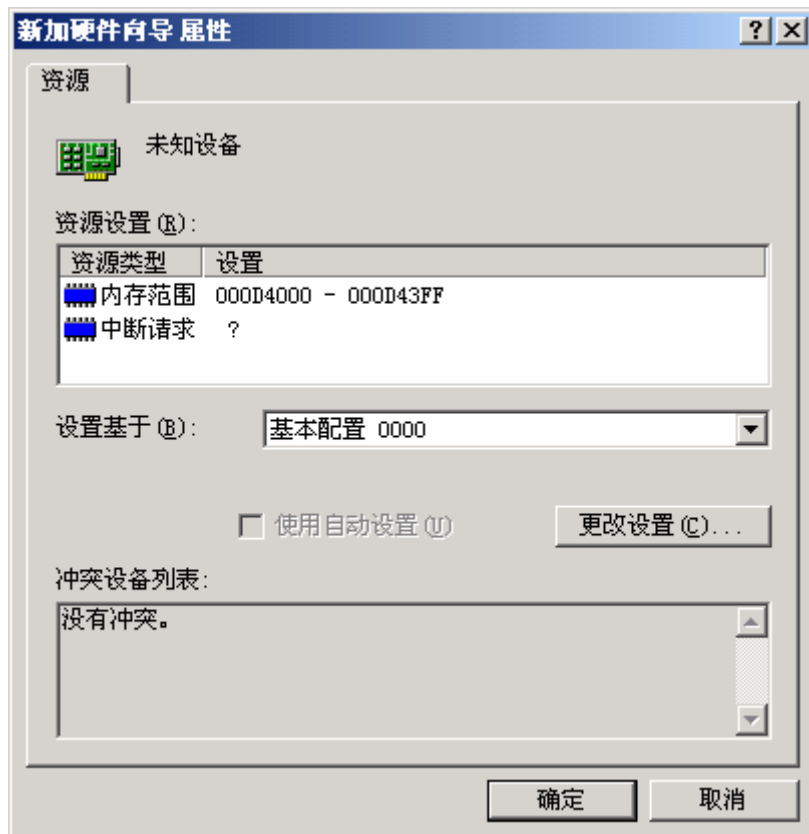 新加硬件向导 属性
资源
未知设备
资源设置(R):
资源类型 设置
内存范围 000D4000 - 000D43FF
中断请求 ?
设置基于(B): 基本配置 0000
使用自动设置(U) 更改设置(C)...
冲突设备列表:
没有冲突。
确定 取消